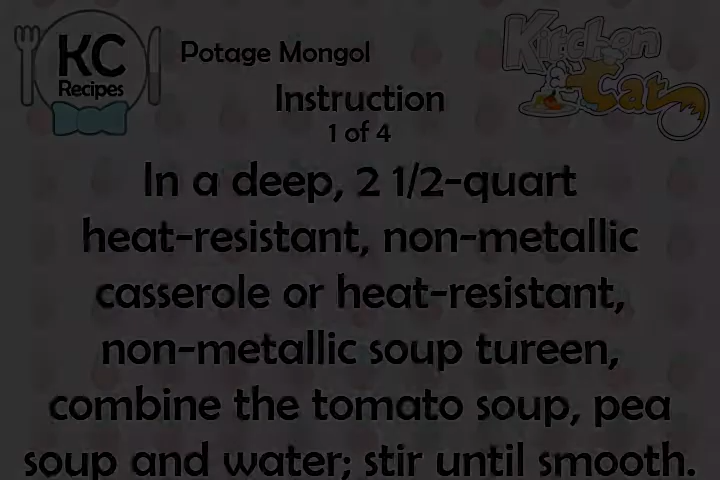 KC
Recipes
Potage Mongol
Kitchen
Cat
Instruction
1 of 4
In a deep, 2 1/2-quart
heat-resistant, non-metallic
casserole or heat-resistant,
non-metallic soup tureen,
combine the tomato soup, pea
soup and water; stir until smooth.